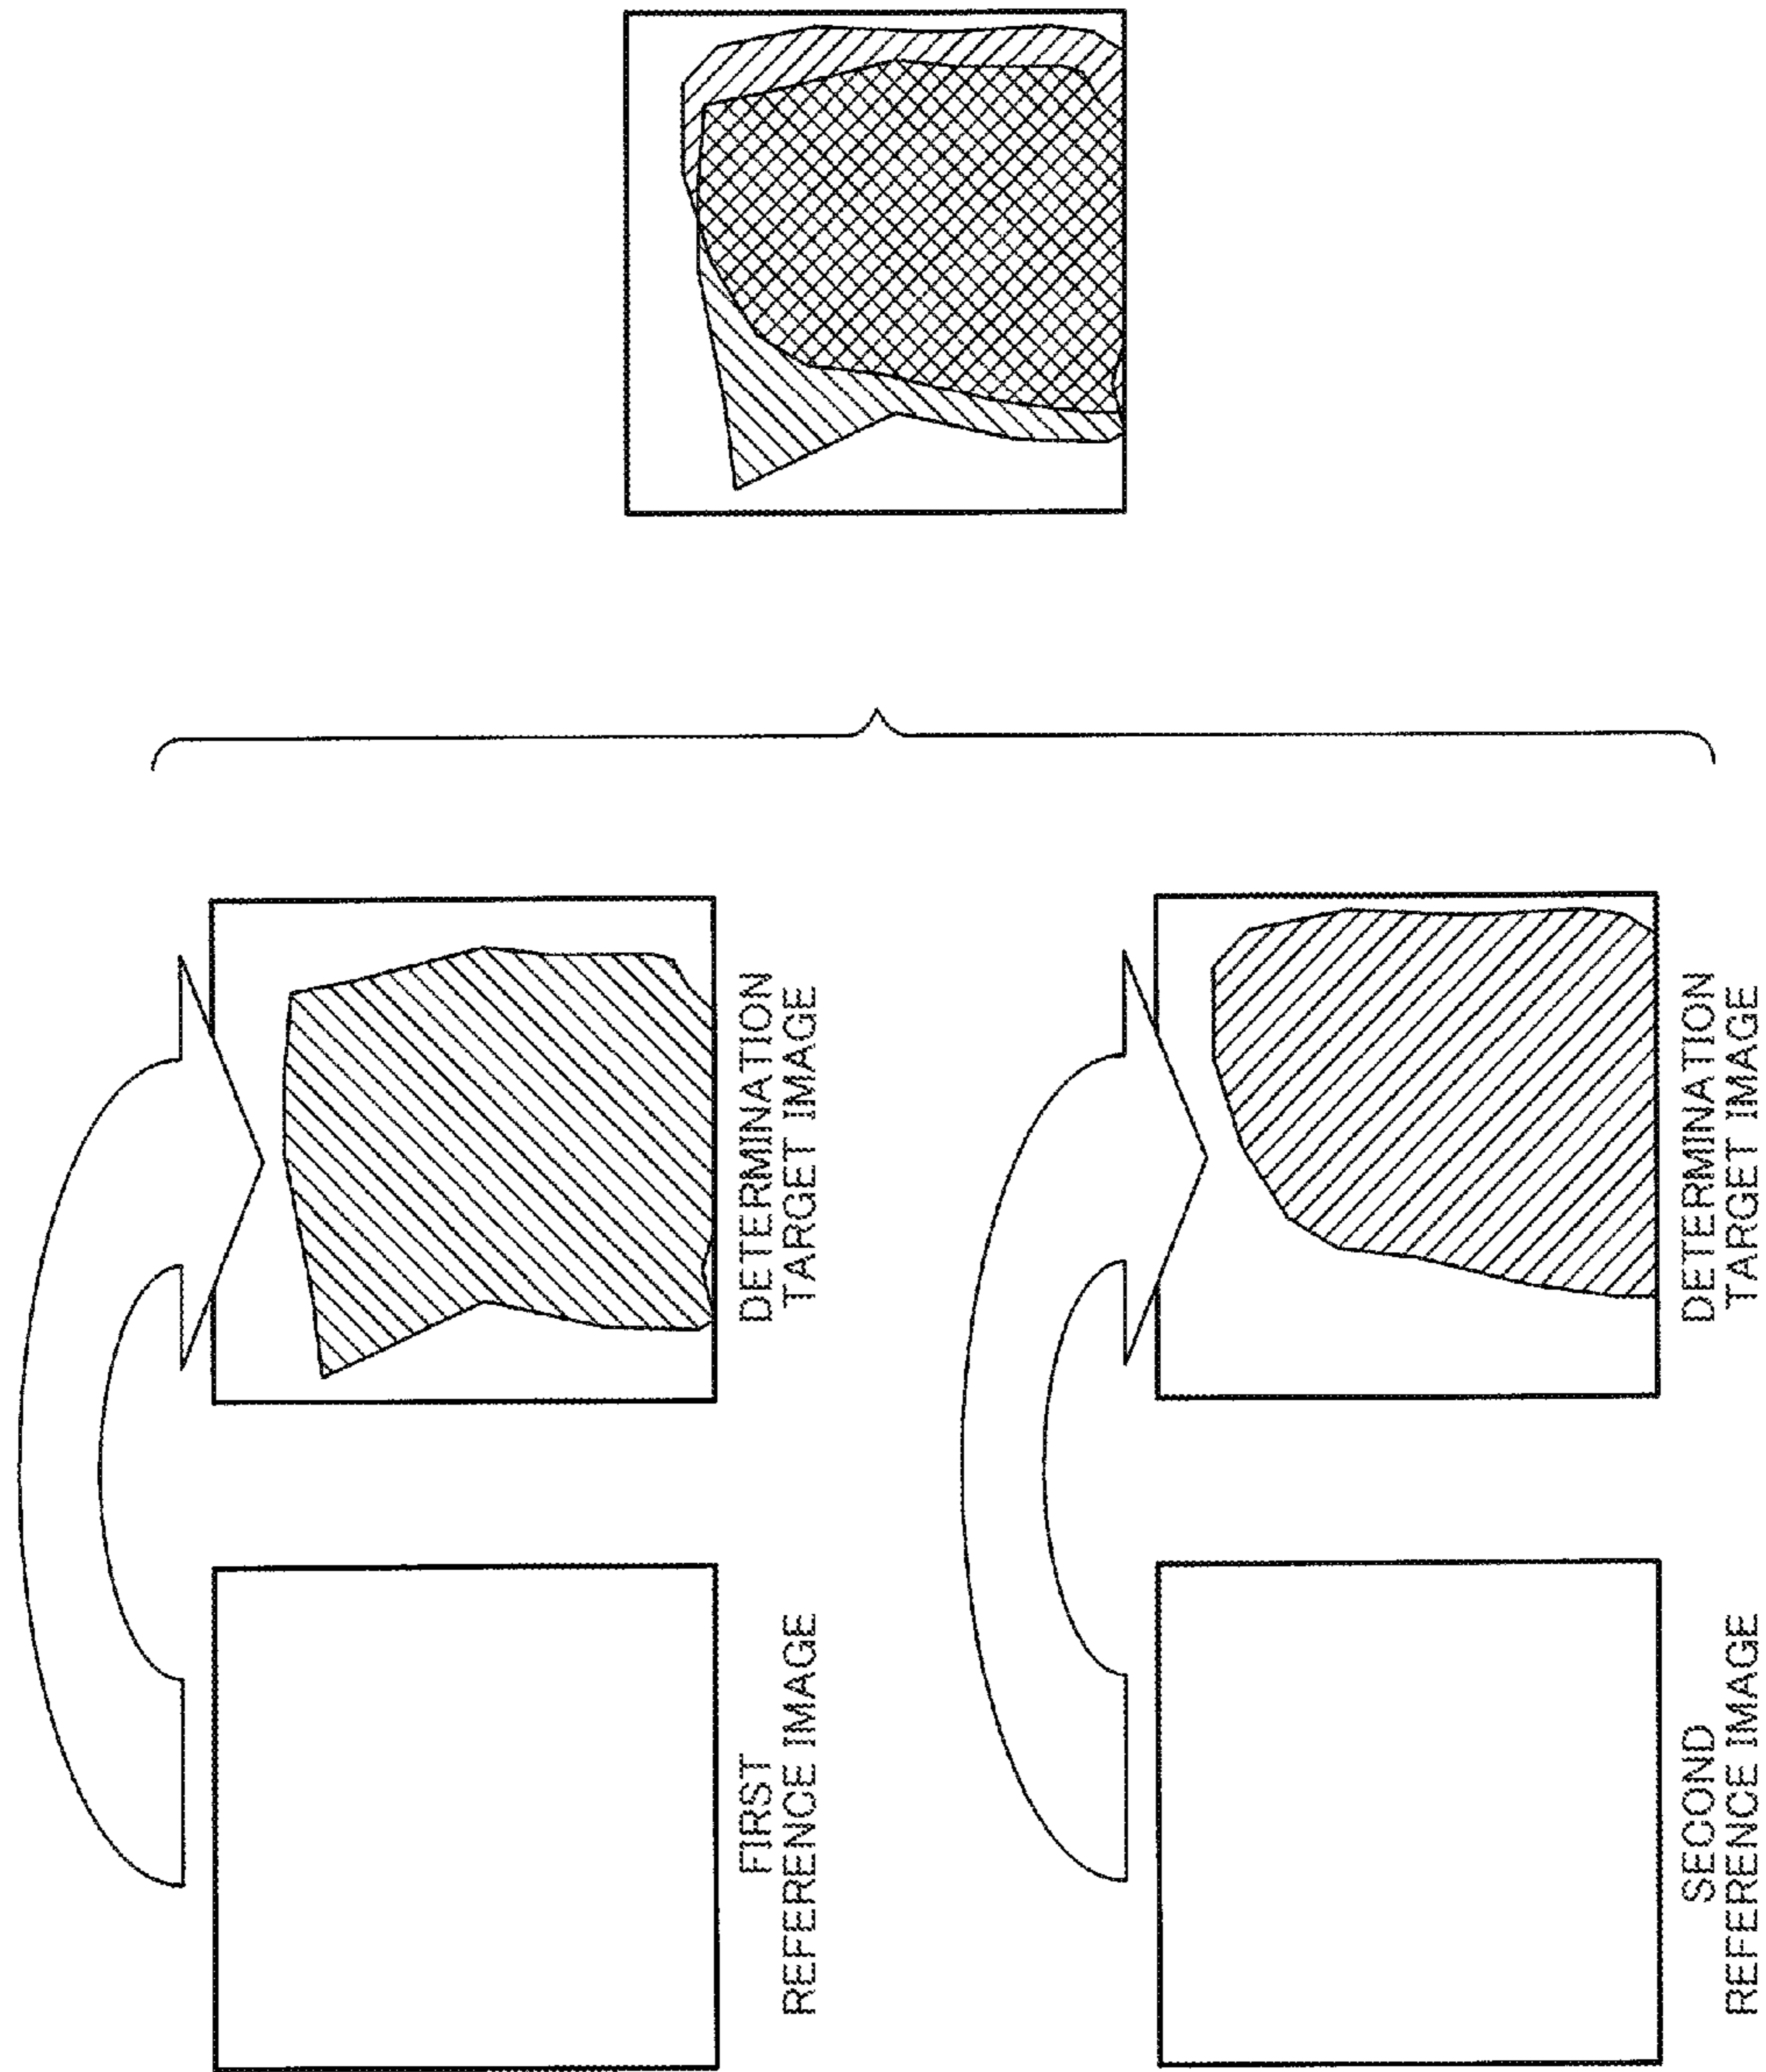 FIRST
REFERENCE IMAGE
DETERMINATION
TARGET IMAGE
SECOND
REFERENCE IMAGE
DETERMINATION
TARGET IMAGE